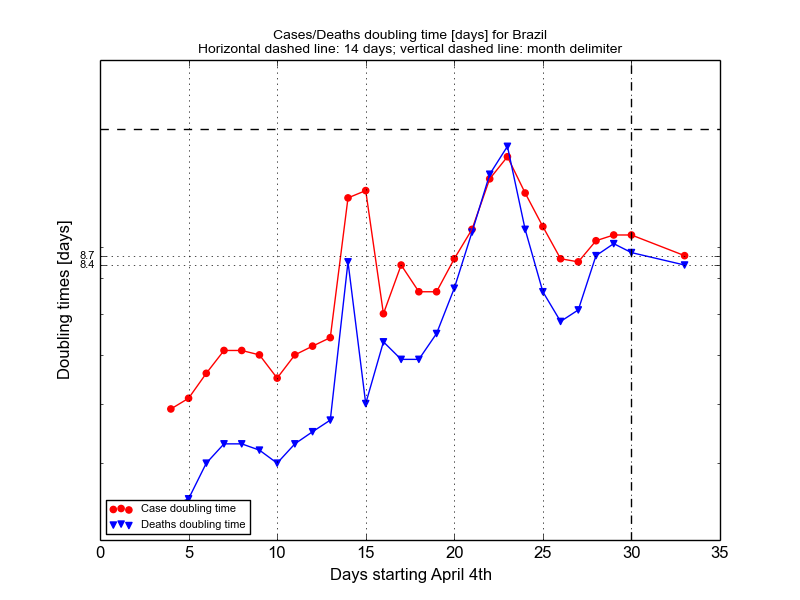 Cases/Deaths doubling time [days] for Brazil
Horizontal dashed line: 14 days; vertical dashed line: month delimiter
Doubling times [days]
8.7
8.4
Case doubling time
Deaths doubling time
0 5 10 15 20 25 30 35
Days starting April 4th